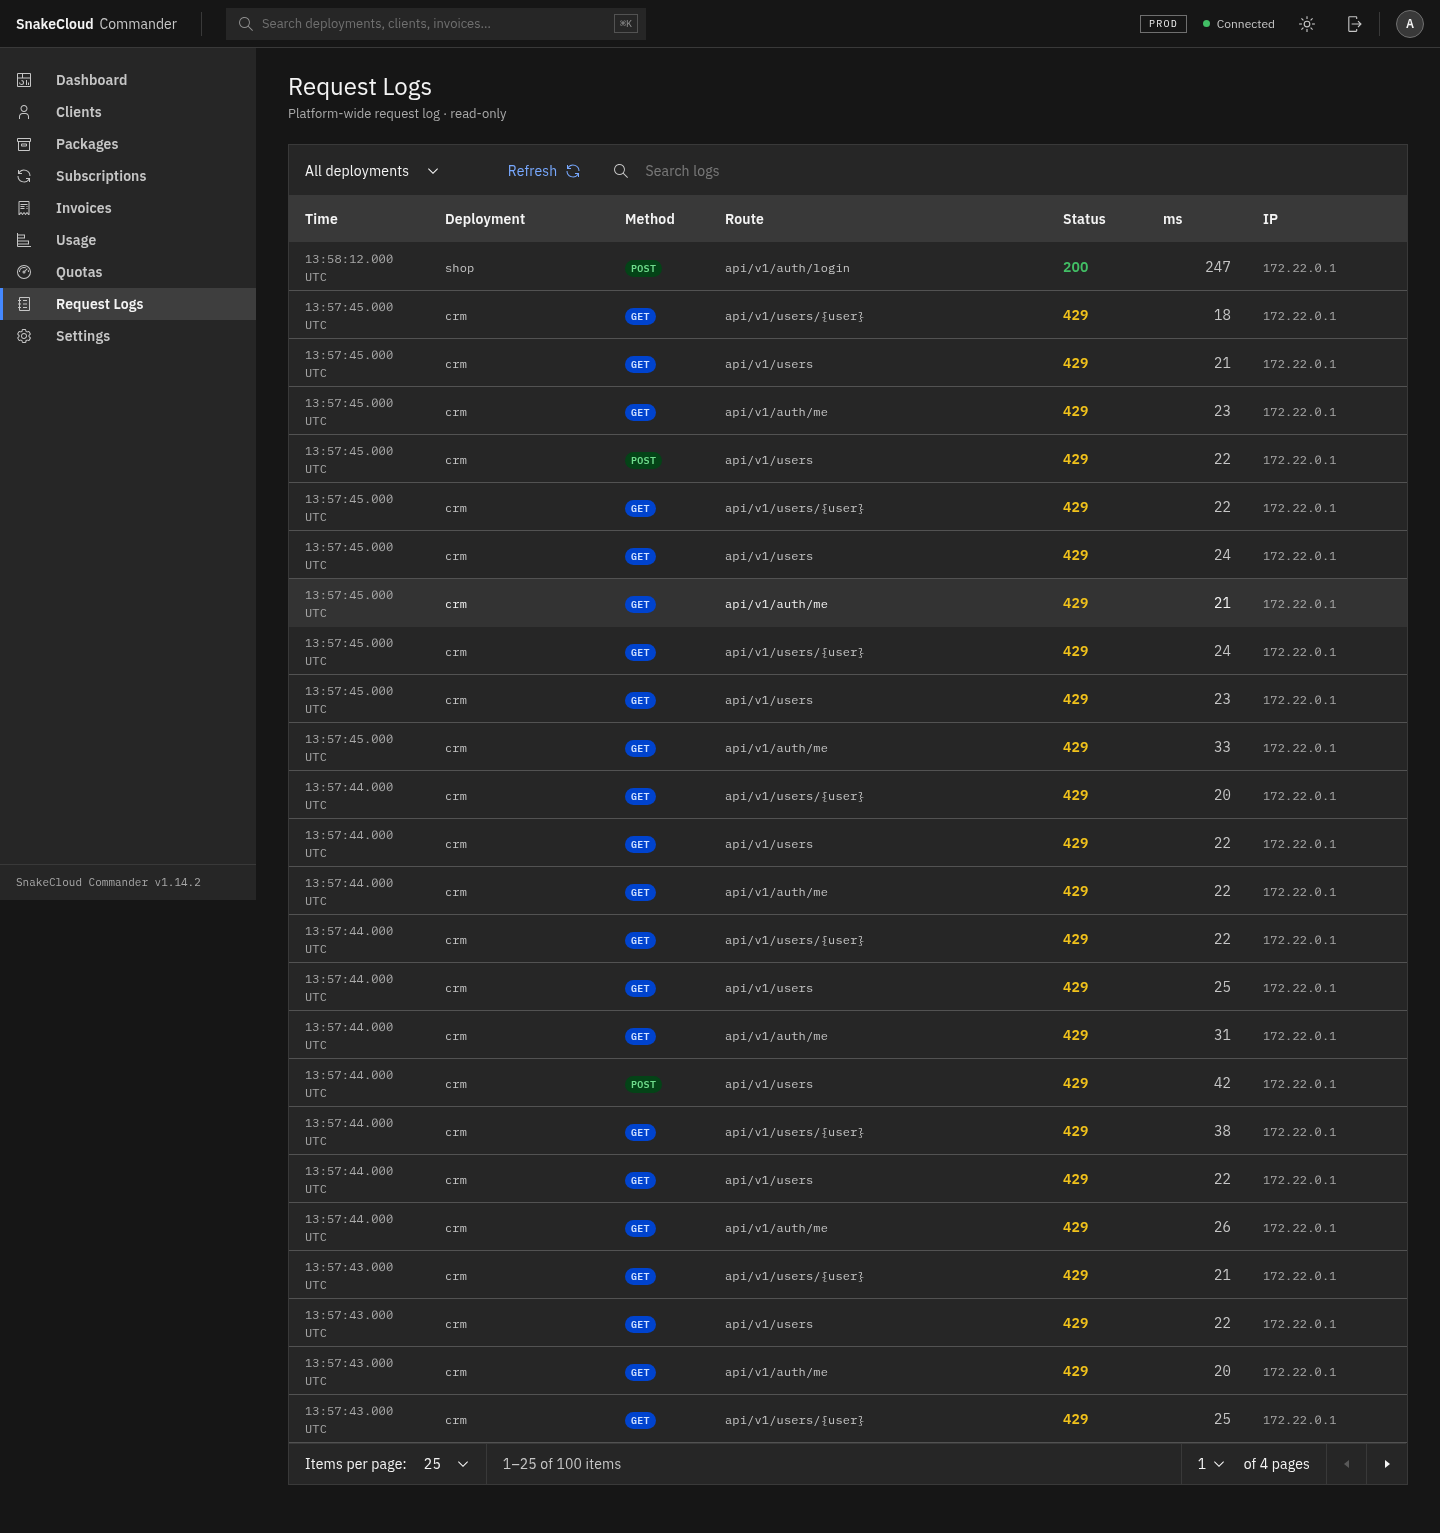 SnakeCloud Commander
Search deployments, clients, invoices...
⌘K
PROD
Connected
A
Dashboard
Clients
Packages
Subscriptions
Invoices
Usage
Quotas
Request Logs
Settings
SnakeCloud Commander v1.14.2
Request Logs
Platform-wide request log · read-only
All deployments
Refresh
Search logs
Time Deployment Method Route Status ms IP
13:58:12.000 UTC shop POST api/v1/auth/login 200 247 172.22.0.1
13:57:45.000 UTC crm GET api/v1/users/{user} 429 18 172.22.0.1
13:57:45.000 UTC crm GET api/v1/users 429 21 172.22.0.1
13:57:45.000 UTC crm GET api/v1/auth/me 429 23 172.22.0.1
13:57:45.000 UTC crm POST api/v1/users 429 22 172.22.0.1
13:57:45.000 UTC crm GET api/v1/users/{user} 429 22 172.22.0.1
13:57:45.000 UTC crm GET api/v1/users 429 24 172.22.0.1
13:57:45.000 UTC crm GET api/v1/auth/me 429 21 172.22.0.1
13:57:45.000 UTC crm GET api/v1/users/{user} 429 24 172.22.0.1
13:57:45.000 UTC crm GET api/v1/users 429 23 172.22.0.1
13:57:45.000 UTC crm GET api/v1/auth/me 429 33 172.22.0.1
13:57:44.000 UTC crm GET api/v1/users/{user} 429 20 172.22.0.1
13:57:44.000 UTC crm GET api/v1/users 429 22 172.22.0.1
13:57:44.000 UTC crm GET api/v1/auth/me 429 22 172.22.0.1
13:57:44.000 UTC crm GET api/v1/users/{user} 429 22 172.22.0.1
13:57:44.000 UTC crm GET api/v1/users 429 25 172.22.0.1
13:57:44.000 UTC crm GET api/v1/auth/me 429 31 172.22.0.1
13:57:44.000 UTC crm POST api/v1/users 429 42 172.22.0.1
13:57:44.000 UTC crm GET api/v1/users/{user} 429 38 172.22.0.1
13:57:44.000 UTC crm GET api/v1/users 429 22 172.22.0.1
13:57:44.000 UTC crm GET api/v1/auth/me 429 26 172.22.0.1
13:57:43.000 UTC crm GET api/v1/users/{user} 429 21 172.22.0.1
13:57:43.000 UTC crm GET api/v1/users 429 22 172.22.0.1
13:57:43.000 UTC crm GET api/v1/auth/me 429 20 172.22.0.1
13:57:43.000 UTC crm GET api/v1/users/{user} 429 25 172.22.0.1
Items per page: 25 1–25 of 100 items 1 of 4 pages